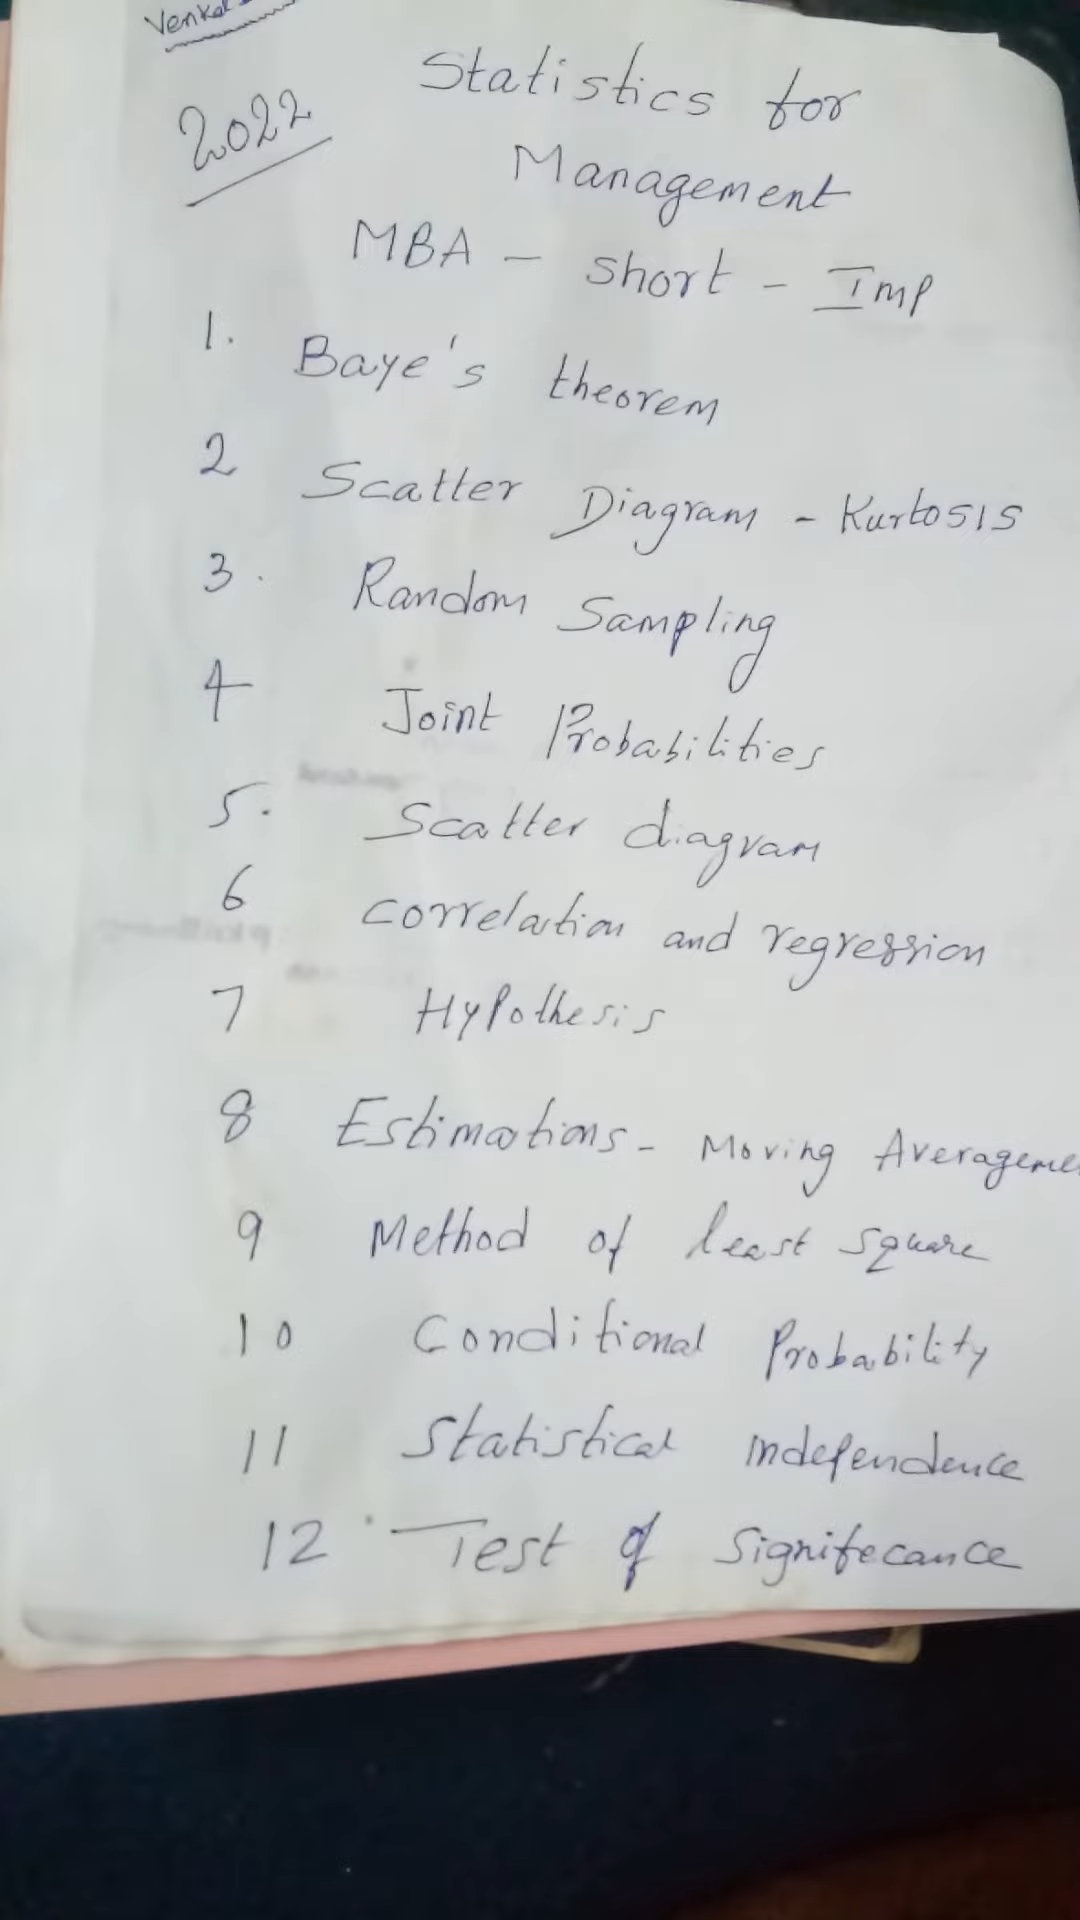 2022
Statistics for
Management
MBA - short - Imp
1. Baye's theorem
2 Scatter Diagram - Kurtosis
3. Random Sampling
4 Joint Probabilities
5. Scatter diagram
6 Correlation and regression
7 Hypothesis
8 Estimations - Moving
9 Method of least square
10 Conditional Probability
11 Statistical independence
12 Test of Signifecance